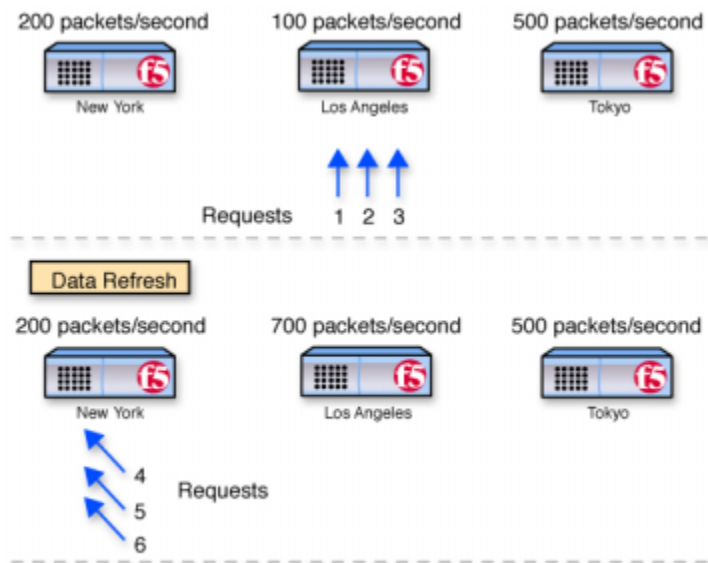 200 packets/second 100 packets/second 500 packets/second
f5 f5 f5
New York Los Angeles Tokyo
Requests 1 2 3
Data Refresh
200 packets/second 700 packets/second 500 packets/second
f5 f5 f5
New York Los Angeles Tokyo
4
Requests
5
6